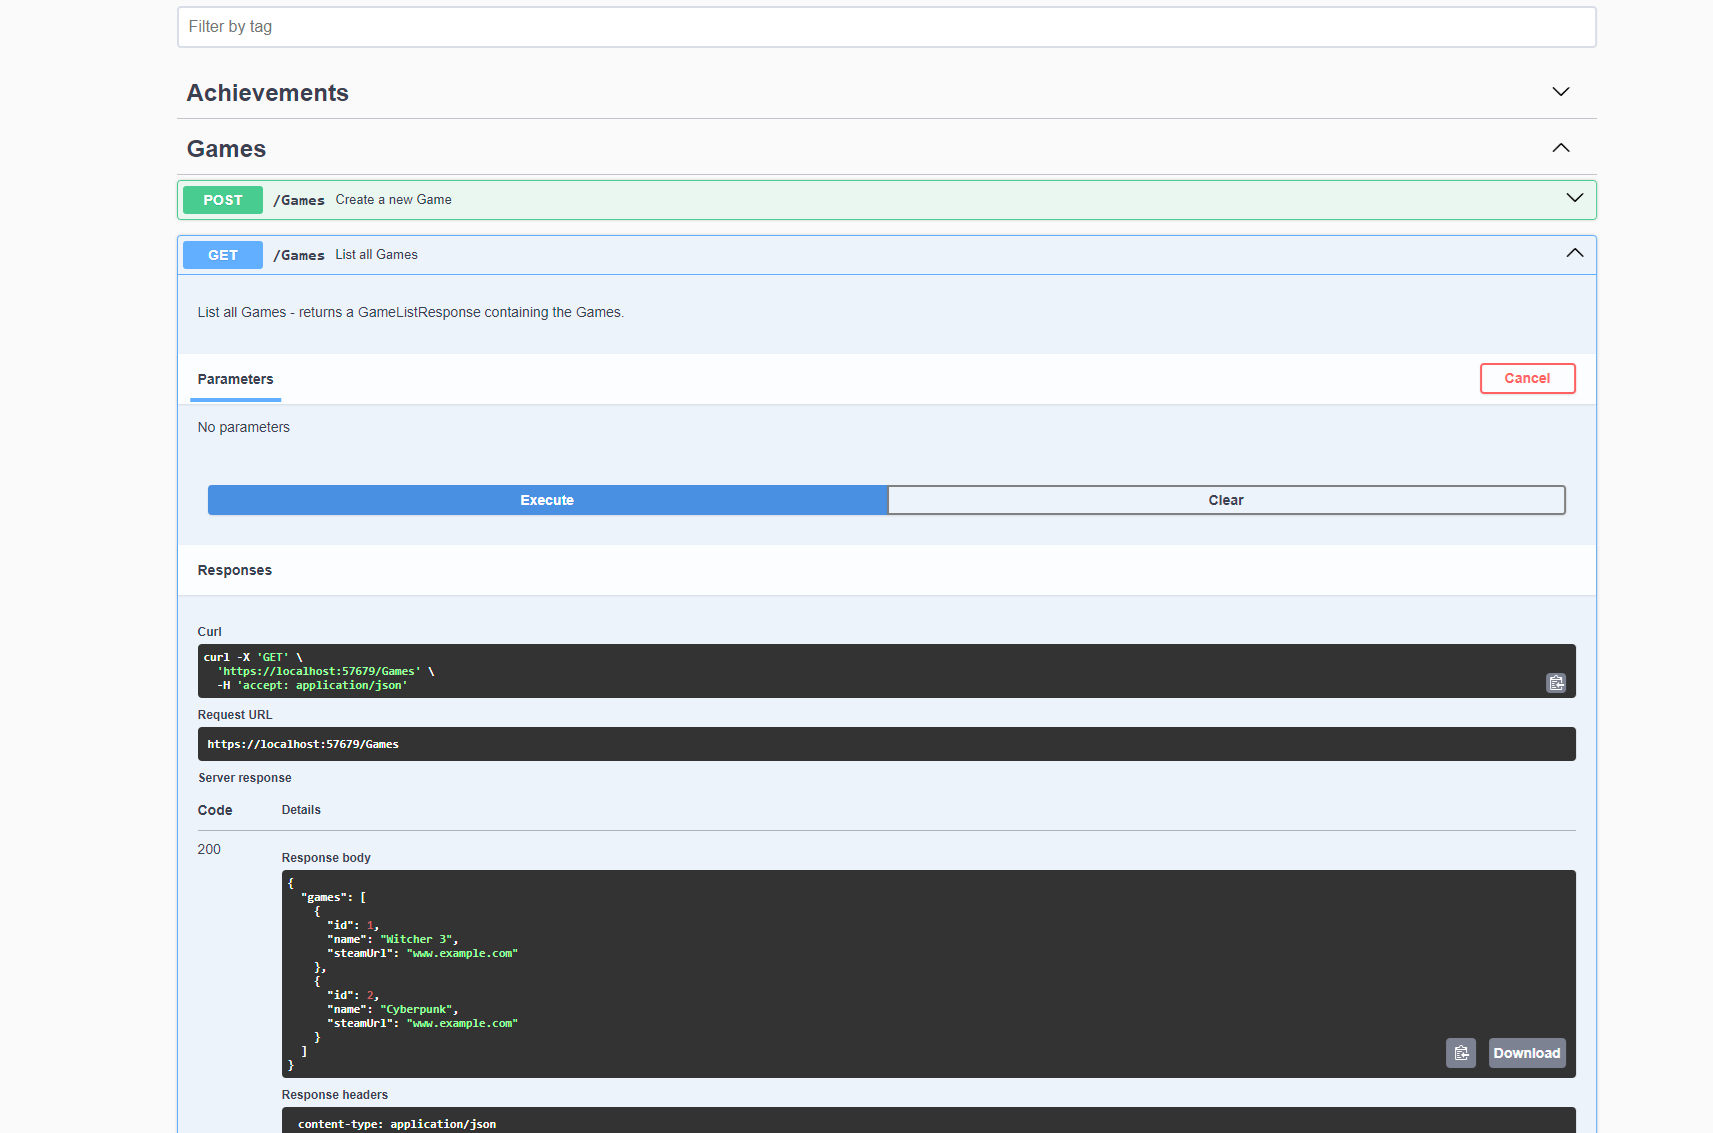 Filter by tag
Achievements
Games
POST /Games Create a new Game
GET /Games List all Games
List all Games - returns a GameListResponse containing the Games.
Parameters Cancel
No parameters
Execute Clear
Responses
Curl
curl -X 'GET' \
  'https://localhost:57679/Games' \
  -H 'accept: application/json'
Request URL
https://localhost:57679/Games
Server response
Code Details
200
Response body
{
  "games": [
    {
      "id": 1,
      "name": "Witcher 3",
      "steamUrl": "www.example.com"
    },
    {
      "id": 2,
      "name": "Cyberpunk",
      "steamUrl": "www.example.com"
    }
  ]
}
Download
Response headers
content-type: application/json